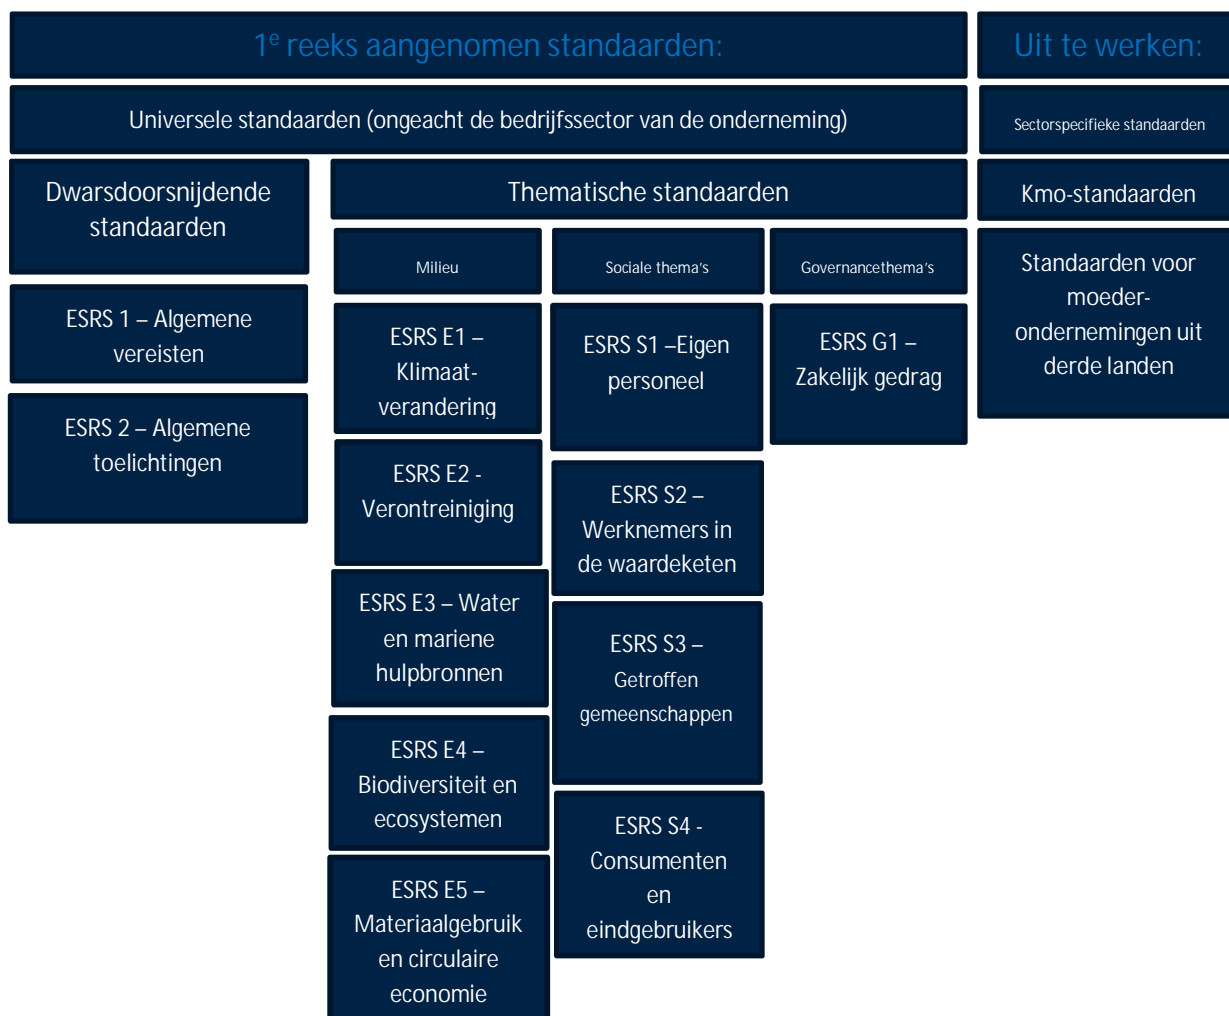 1e reeks aangenomen standaarden:
Uit te werken:
Universele standaarden (ongeacht de bedrijfssector van de onderneming)
Sectorspecifieke standaarden
Dwarsdoorsnijdende
standaarden
Thematische standaarden
Kmo-standaarden
Milieu
Sociale thema's
Governancethema's
Standaarden voor
moeder-
ondernemingen uit
derde landen
ESRS 1 – Algemene
vereisten
ESRS 2 – Algemene
toelichtingen
ESRS E1 –
Klimaat-
verandering
ESRS E2 -
Verontreiniging
ESRS E3 – Water
en mariene
hulpbronnen
ESRS E4 –
Biodiversiteit en
ecosystemen
ESRS E5 –
Materiaalgebruik
en circulaire
economie
ESRS S1 –Eigen
personeel
ESRS S2 –
Werknemers in
de waardeketen
ESRS S3 –
Getroffen
gemeenschappen
ESRS S4 -
Consumenten
en
eindgebruikers
ESRS G1 –
Zakelijk gedrag